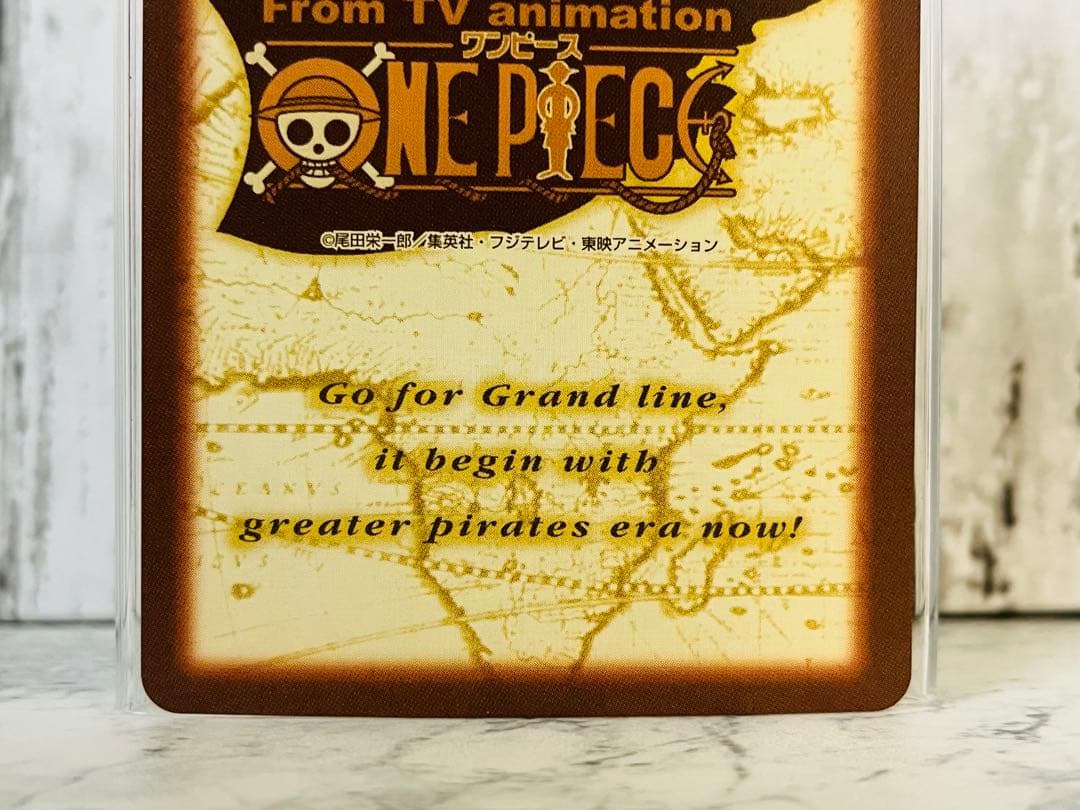 From TV animation
ワンピース
ONE PIECE
©尾田栄一郎／集英社・フジテレビ・東映アニメーション
Go for Grand line,
it begin with
greater pirates era now!